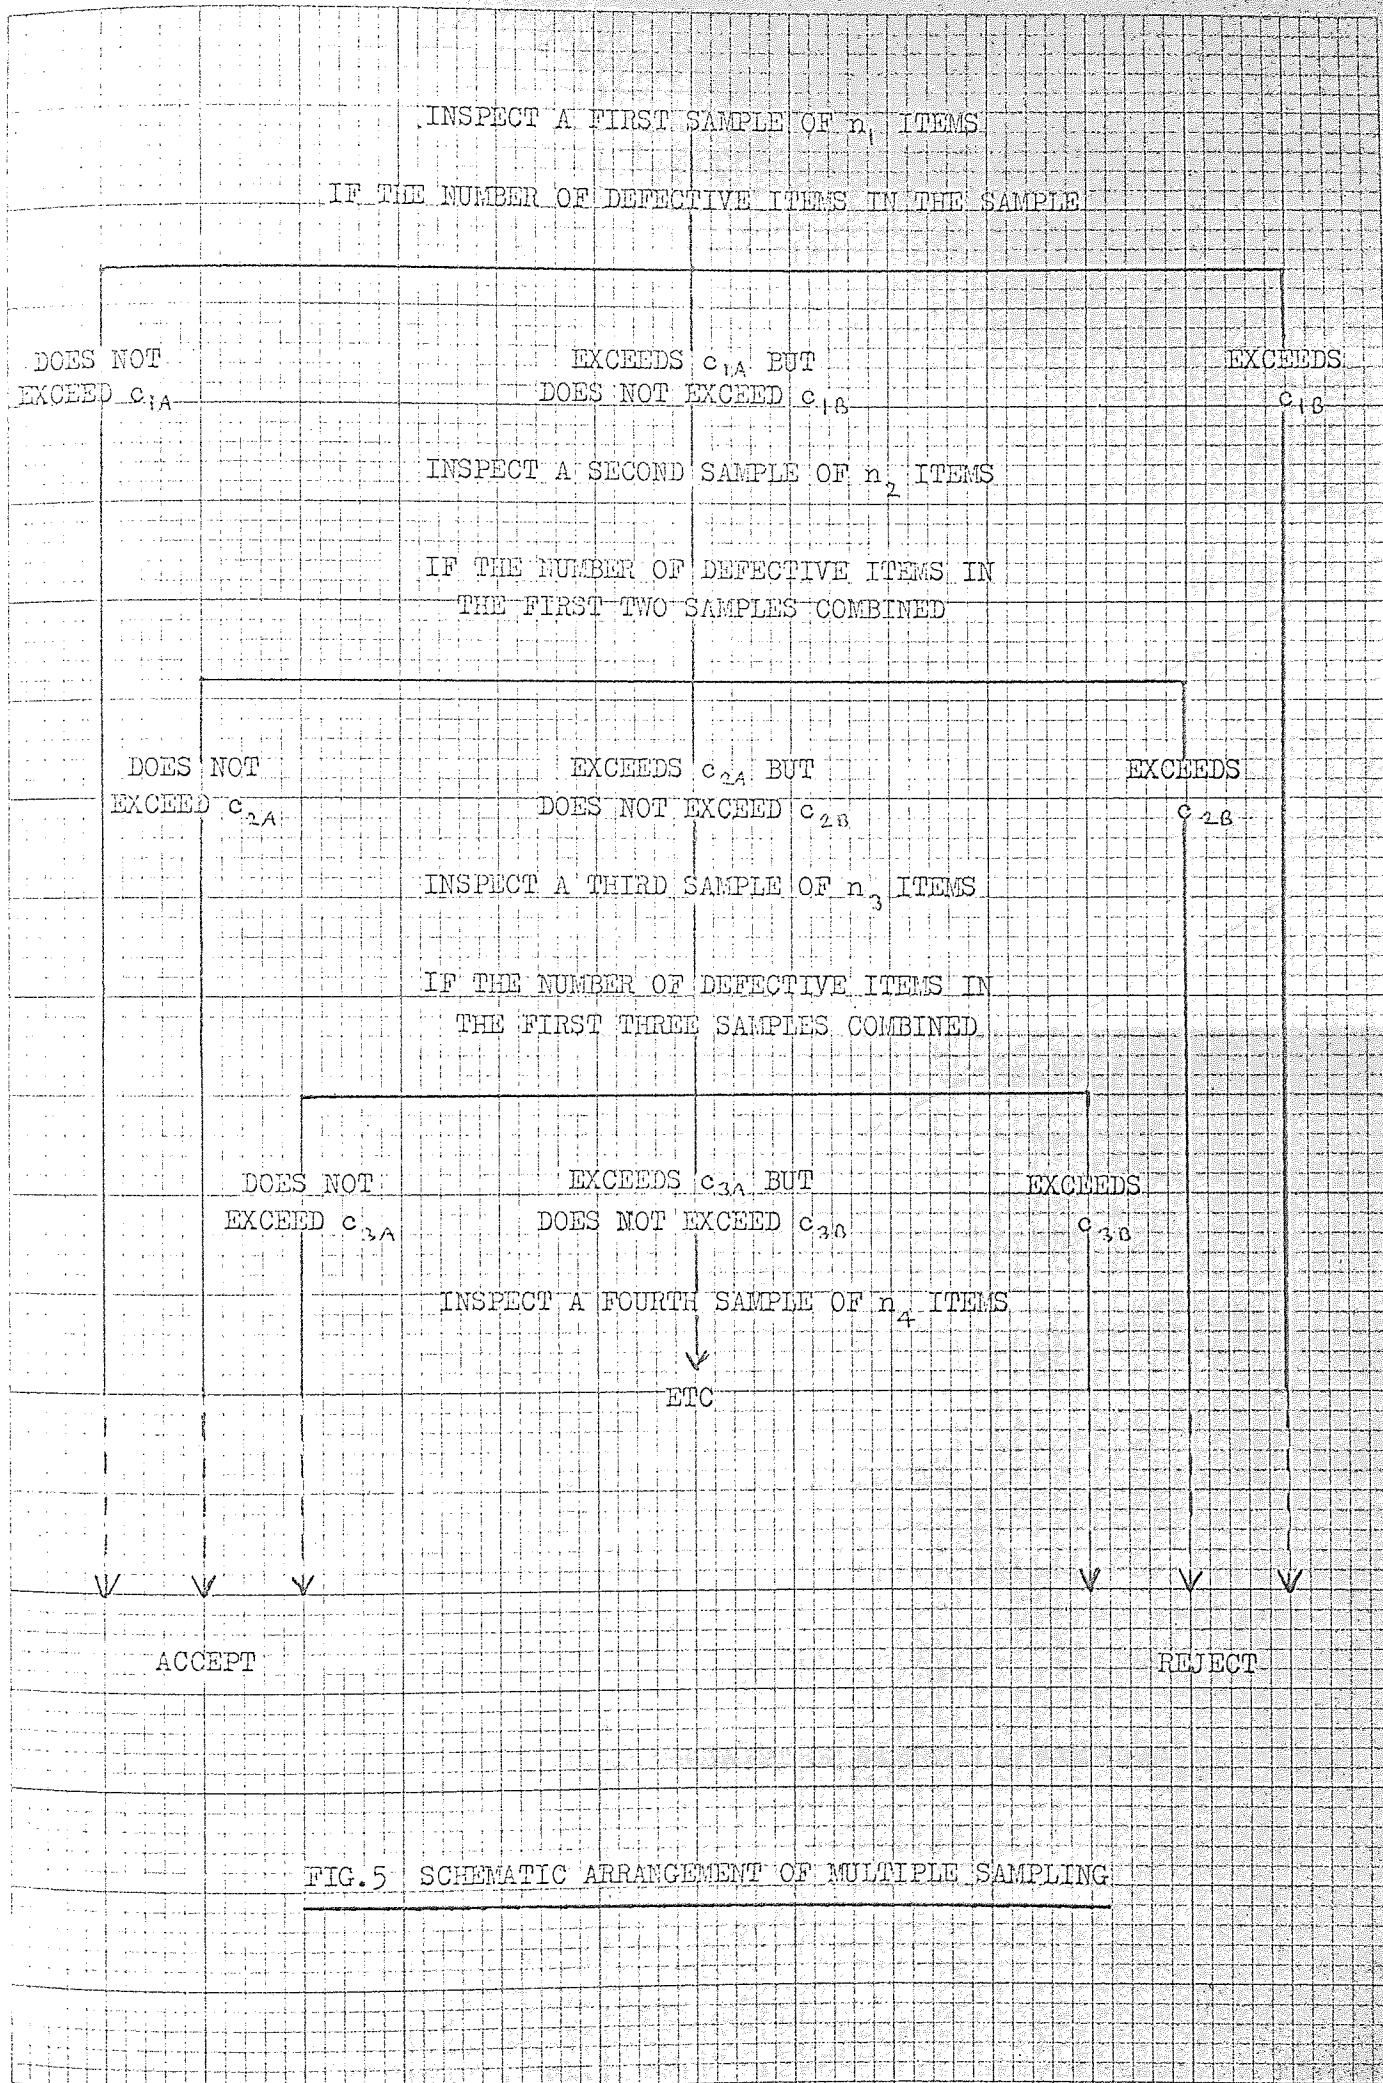 INSPECT A FIRST SAMPLE OF n₁ ITEMS
IF THE NUMBER OF DEFECTIVE ITEMS IN THE SAMPLE
DOES NOT
EXCEED c₁A
EXCEEDS c₁A BUT
DOES NOT EXCEED c₁B
EXCEEDS
c₁B
INSPECT A SECOND SAMPLE OF n₂ ITEMS
IF THE NUMBER OF DEFECTIVE ITEMS IN
THE FIRST TWO SAMPLES COMBINED
DOES NOT
EXCEED c₂A
EXCEEDS c₂A BUT
DOES NOT EXCEED c₂B
EXCEEDS
c₂B
INSPECT A THIRD SAMPLE OF n₃ ITEMS
IF THE NUMBER OF DEFECTIVE ITEMS IN
THE FIRST THREE SAMPLES COMBINED
DOES NOT
EXCEED c₃A
EXCEEDS c₃A BUT
DOES NOT EXCEED c₃B
EXCEEDS
c₃B
INSPECT A FOURTH SAMPLE OF n₄ ITEMS
ETC
ACCEPT
REJECT
FIG.5 SCHEMATIC ARRANGEMENT OF MULTIPLE SAMPLING